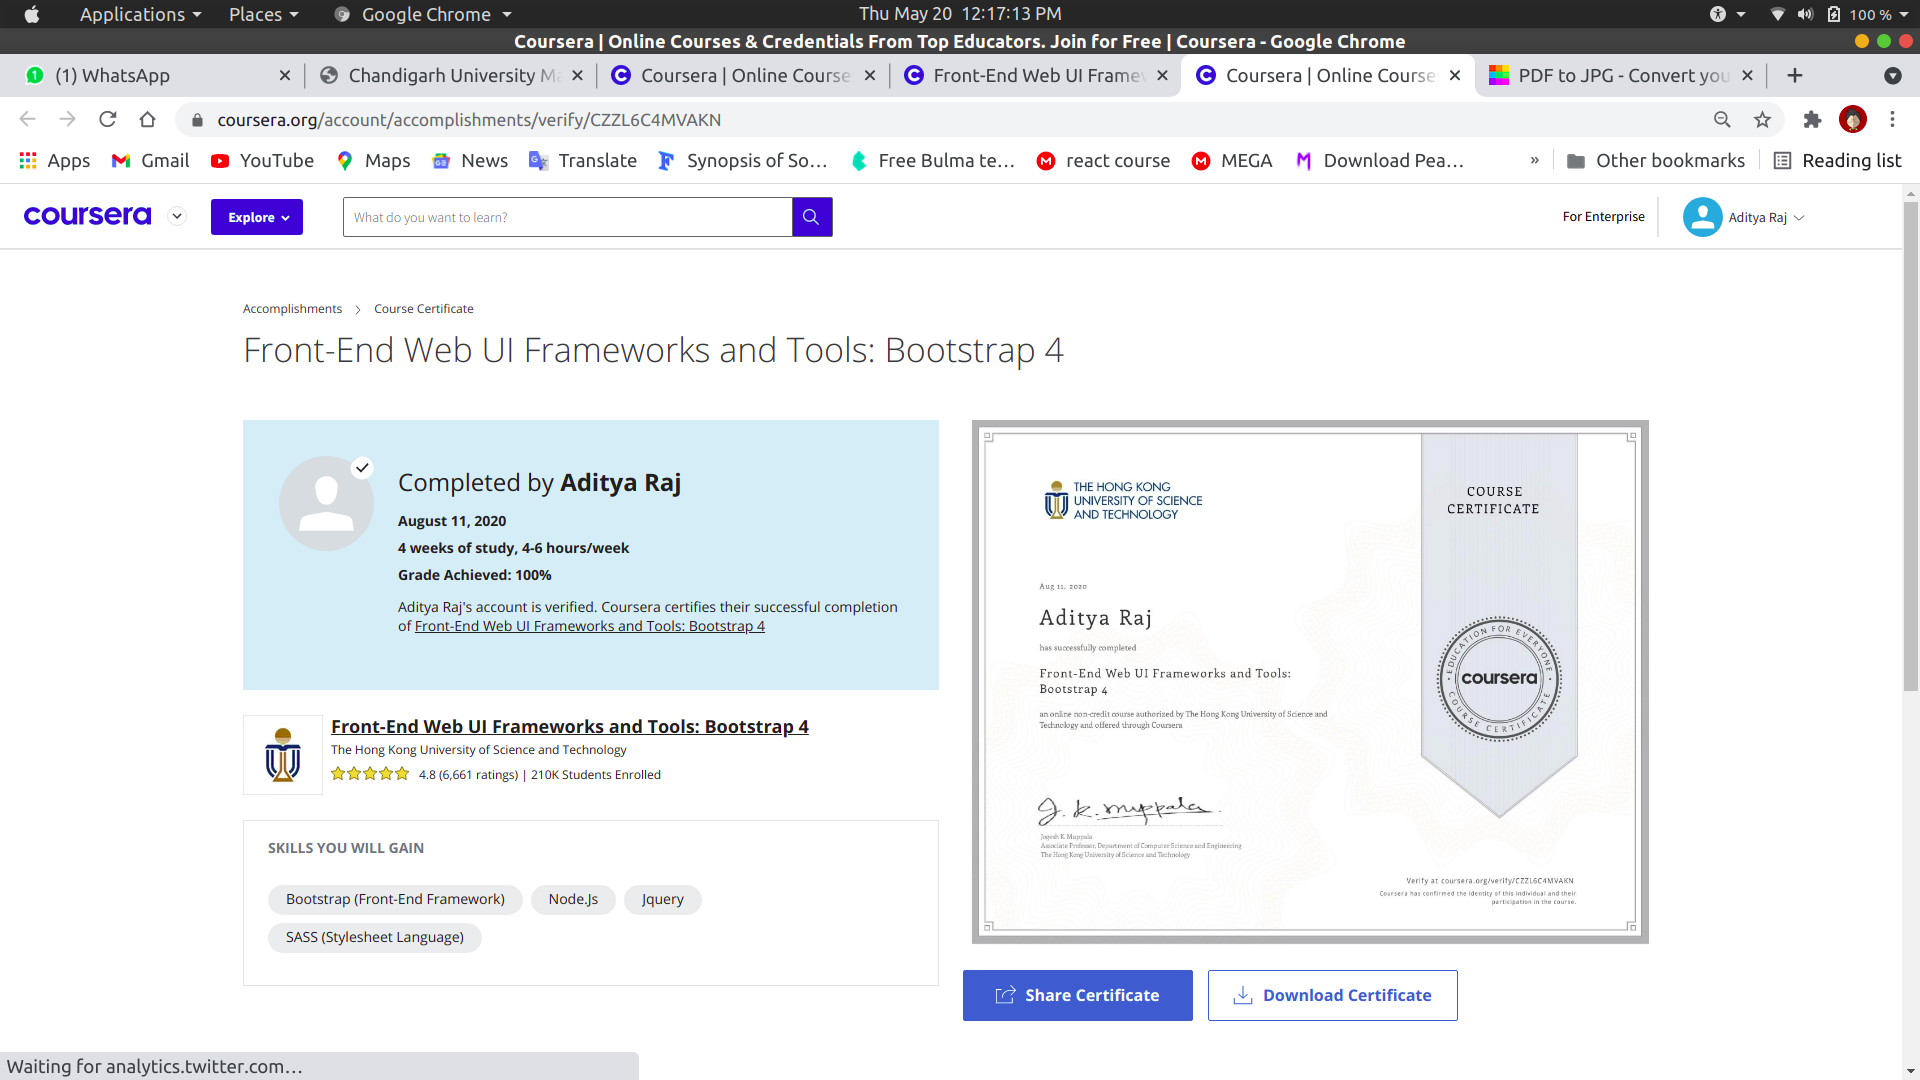 Applications
Places
Google Chrome
Thu May 20 12:17:13 PM
100 %
Coursera | Online Courses & Credentials From Top Educators. Join for Free | Coursera - Google Chrome
(1) WhatsApp
Chandigarh University Ma
Coursera | Online Course
Front-End Web UI Framew
Coursera | Online Course
PDF to JPG - Convert you
coursera.org/account/accomplishments/verify/CZZL6C4MVAKN
Apps
Gmail
YouTube
Maps
News
Translate
Synopsis of So...
Free Bulma te...
react course
MEGA
Download Pea...
»
Other bookmarks
Reading list
coursera
Explore
What do you want to learn?
For Enterprise
Aditya Raj
Accomplishments
Course Certificate
Front-End Web UI Frameworks and Tools: Bootstrap 4
Completed by Aditya Raj
August 11, 2020
4 weeks of study, 4-6 hours/week
Grade Achieved: 100%
Aditya Raj's account is verified. Coursera certifies their successful completion
of Front-End Web UI Frameworks and Tools: Bootstrap 4
Front-End Web UI Frameworks and Tools: Bootstrap 4
The Hong Kong University of Science and Technology
4.8 (6,661 ratings) | 210K Students Enrolled
SKILLS YOU WILL GAIN
Bootstrap (Front-End Framework)
Node.Js
Jquery
SASS (Stylesheet Language)
THE HONG KONG
UNIVERSITY OF SCIENCE
AND TECHNOLOGY
COURSE
CERTIFICATE
Aug 11, 2020
Aditya Raj
has successfully completed
Front-End Web UI Frameworks and Tools:
Bootstrap 4
an online non-credit course authorized by The Hong Kong University of Science and
Technology and offered through Coursera
EDUCATION FOR EVERYONE
coursera
COURSE CERTIFICATE
J. K. Muppala
Jogesh K. Muppala
Associate Professor, Department of Computer Science and Engineering
The Hong Kong University of Science and Technology
Verify at coursera.org/verify/CZZL6C4MVAKN
Coursera has confirmed the identity of this individual and their
participation in the course.
Share Certificate
Download Certificate
Waiting for analytics.twitter.com...